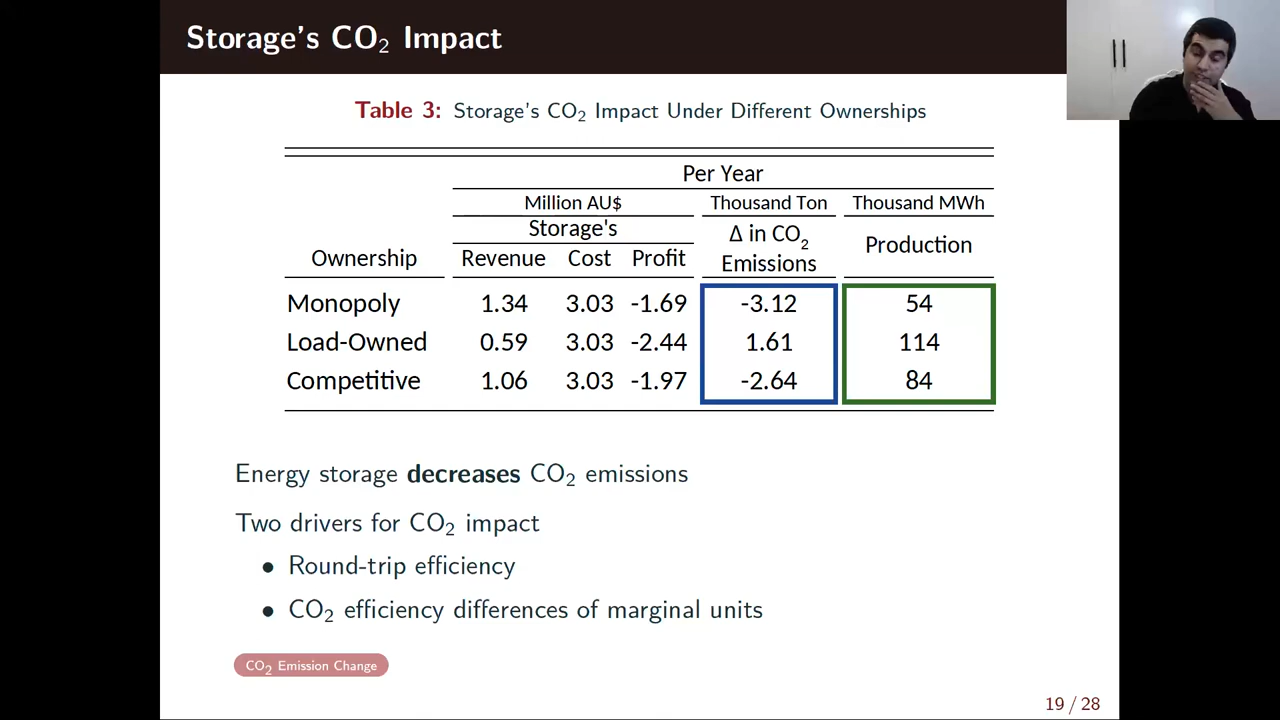 Storage's CO2 Impact
Table 3: Storage's CO2 Impact Under Different Ownerships
Per Year
Million AU$ Thousand Ton Thousand MWh
Storage's Δ in CO2 Emissions Production
Ownership Revenue Cost Profit
Monopoly 1.34 3.03 -1.69 -3.12 54
Load-Owned 0.59 3.03 -2.44 1.61 114
Competitive 1.06 3.03 -1.97 -2.64 84
Energy storage decreases CO2 emissions
Two drivers for CO2 impact
• Round-trip efficiency
• CO2 efficiency differences of marginal units
CO2 Emission Change
19 / 28